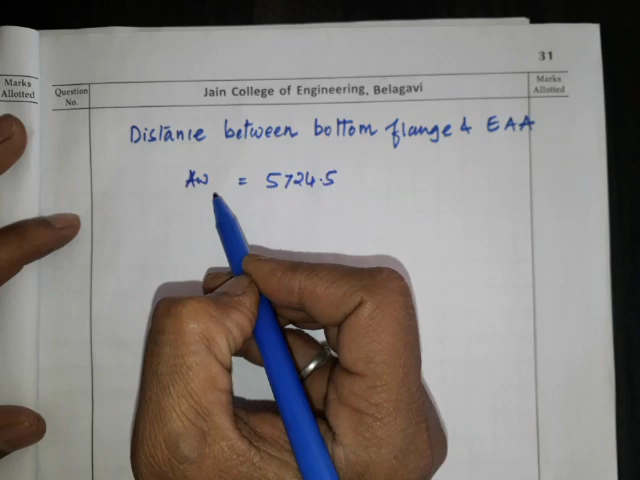 31
Marks
Allotted
Question
No.
Jain College of Engineering, Belagavi
Marks
Allotted
Distance between bottom flange & EAA
Aw = 5724.5